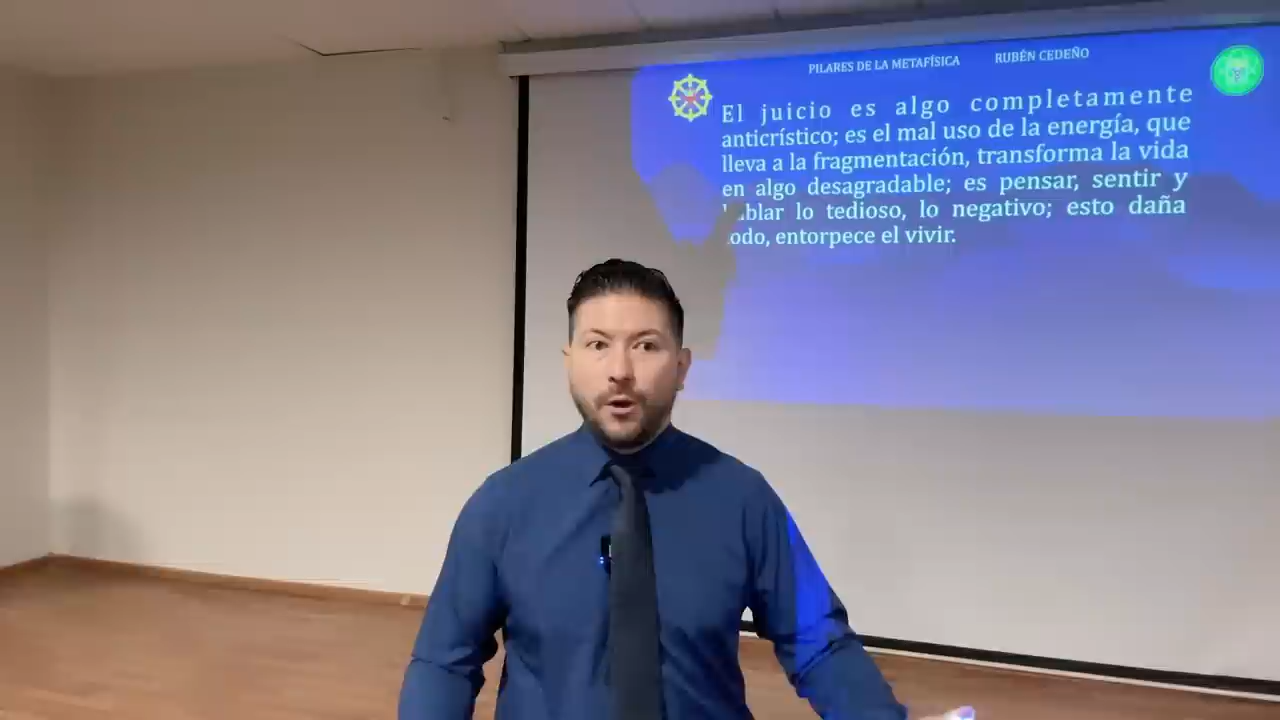 PILARES DE LA METAFÍSICA RUBÉN CEDEÑO
El juicio es algo completamente
anticrístico; es el mal uso de la energía, que
lleva a la fragmentación, transforma la vida
en algo desagradable; es pensar, sentir y
lo tedioso, lo negativo; esto daña
entorpece el vivir.